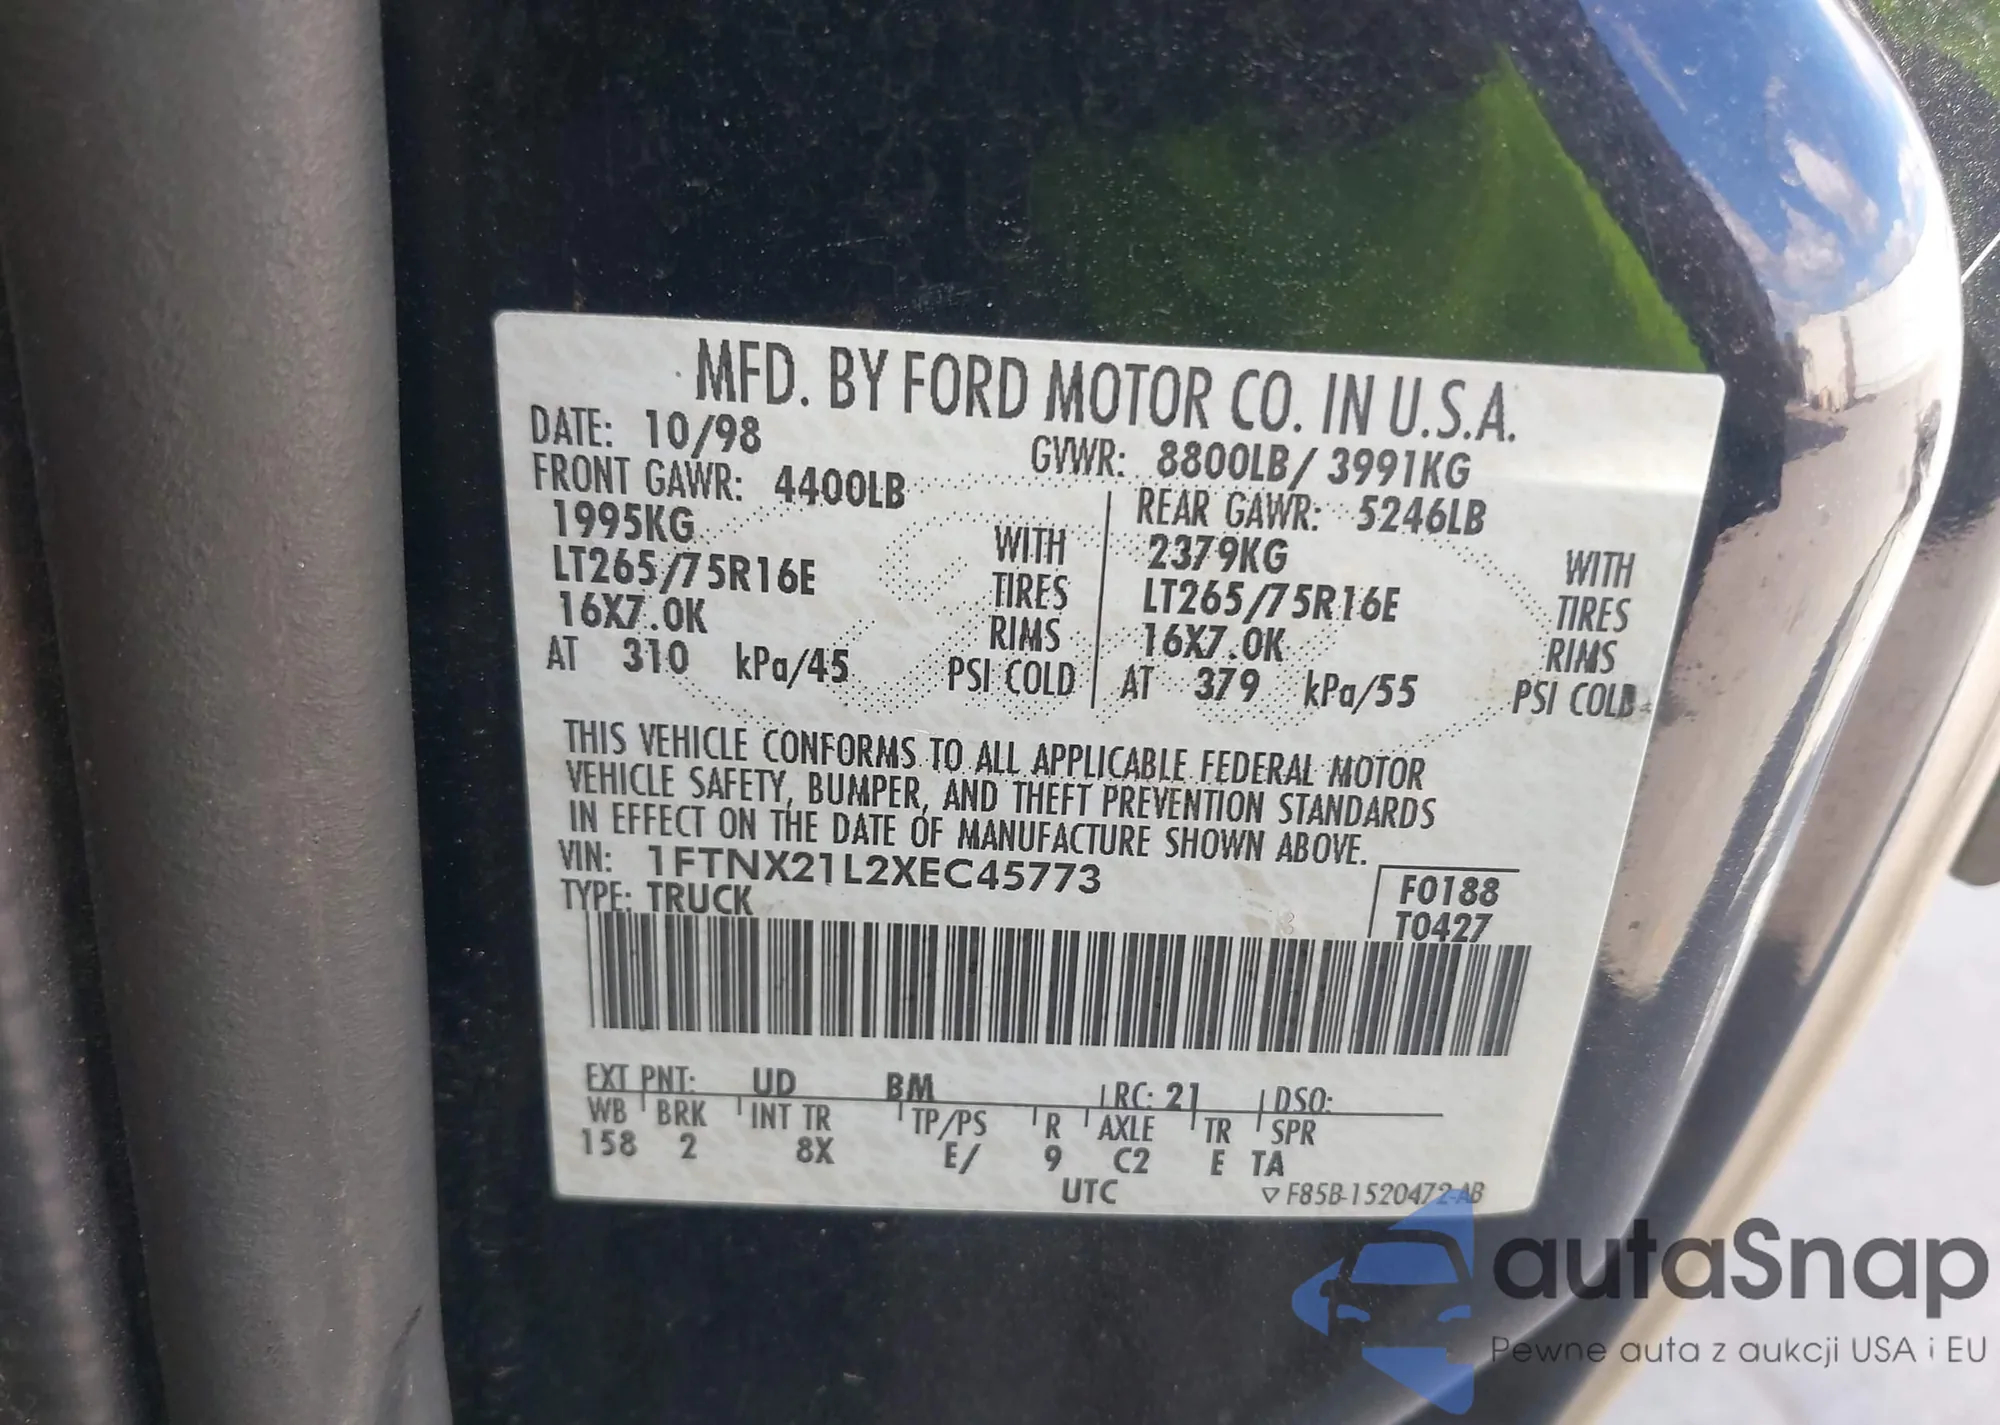 MFD. BY FORD MOTOR CO. IN U.S.A.
DATE: 10/98 GVWR: 8800LB/ 3991KG
FRONT GAWR: 4400LB REAR GAWR: 5246LB
1995KG WITH 2379KG WITH
LT265/75R16E TIRES LT265/75R16E TIRES
16X7.0K RIMS 16X7.0K RIMS
AT 310 kPa/45 PSI COLD AT 379 kPa/55 PSI COLD
THIS VEHICLE CONFORMS TO ALL APPLICABLE FEDERAL MOTOR
VEHICLE SAFETY, BUMPER, AND THEFT PREVENTION STANDARDS
IN EFFECT ON THE DATE OF MANUFACTURE SHOWN ABOVE.
VIN: 1FTNX21L2XEC45773 F0188
TYPE: TRUCK T0427
EXT PNT: UD BM RC: 21 DSO:
WB BRK INT TR TP/PS R AXLE TR SPR
158 2 8X E/ 9 C2 E TA
UTC F85B-1520472-AB
autaSnap
Pewne auta z aukcji USA i EU